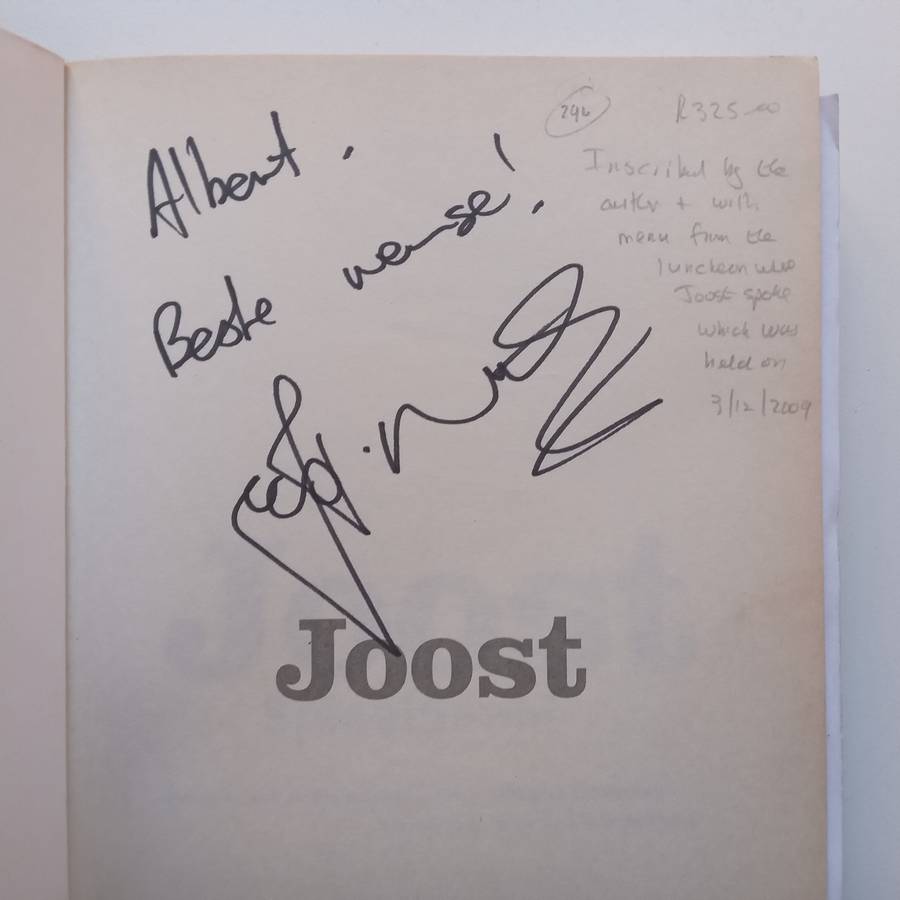 Albert.
Beste wense!
Joost
294
R325-00
Inscribed by the
author + with
menu from the
luncheon where
Joost spoke
which was
held on
3/12/2009